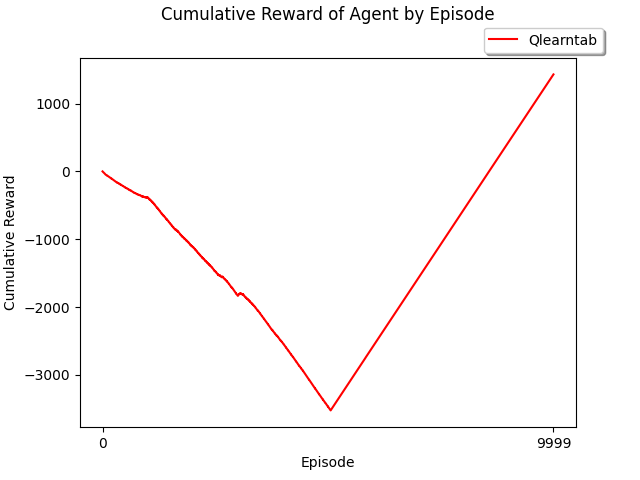 Cumulative Reward of Agent by Episode
Qlearntab
1000
0
−1000
−2000
−3000
Cumulative Reward
0
9999
Episode